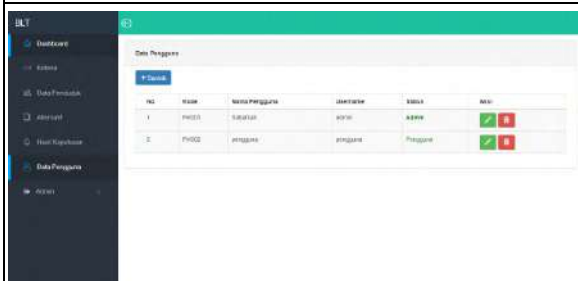 BLT
Dashboard
Kriteria
Data Penduduk
Alternatif
Hasil Keputusan
Data Pengguna
Admin
Data Pengguna
No Kode Nama Pengguna Username Status Aksi
1 admin Admin
2 PH002 pengguna pengguna Pengguna